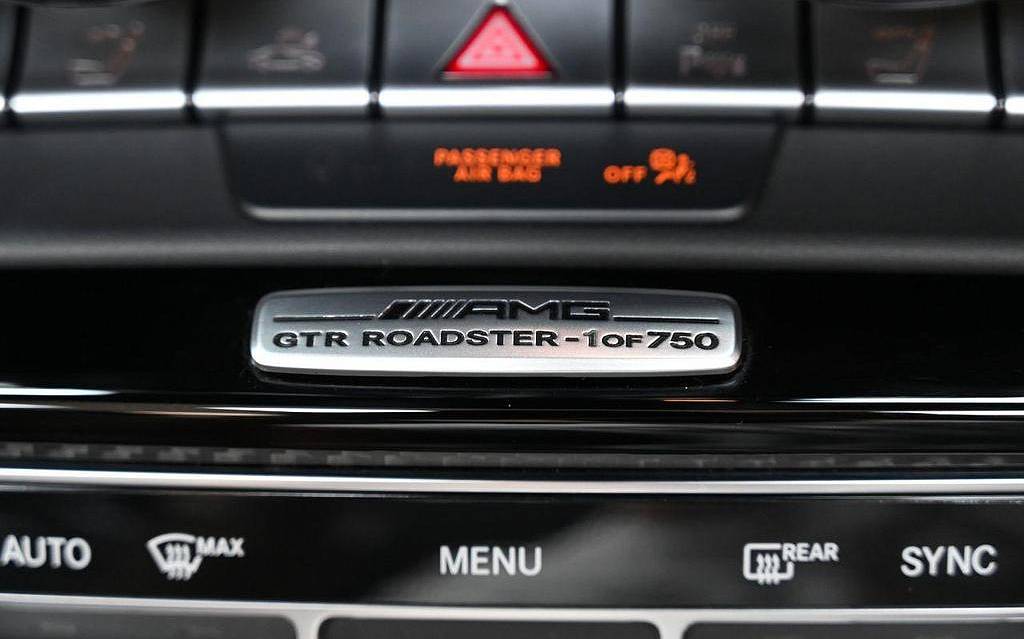 PASSENGER
AIR BAG
OFF
AMG
GTR ROADSTER - 1 OF 750
AUTO
MAX
MENU
REAR
SYNC